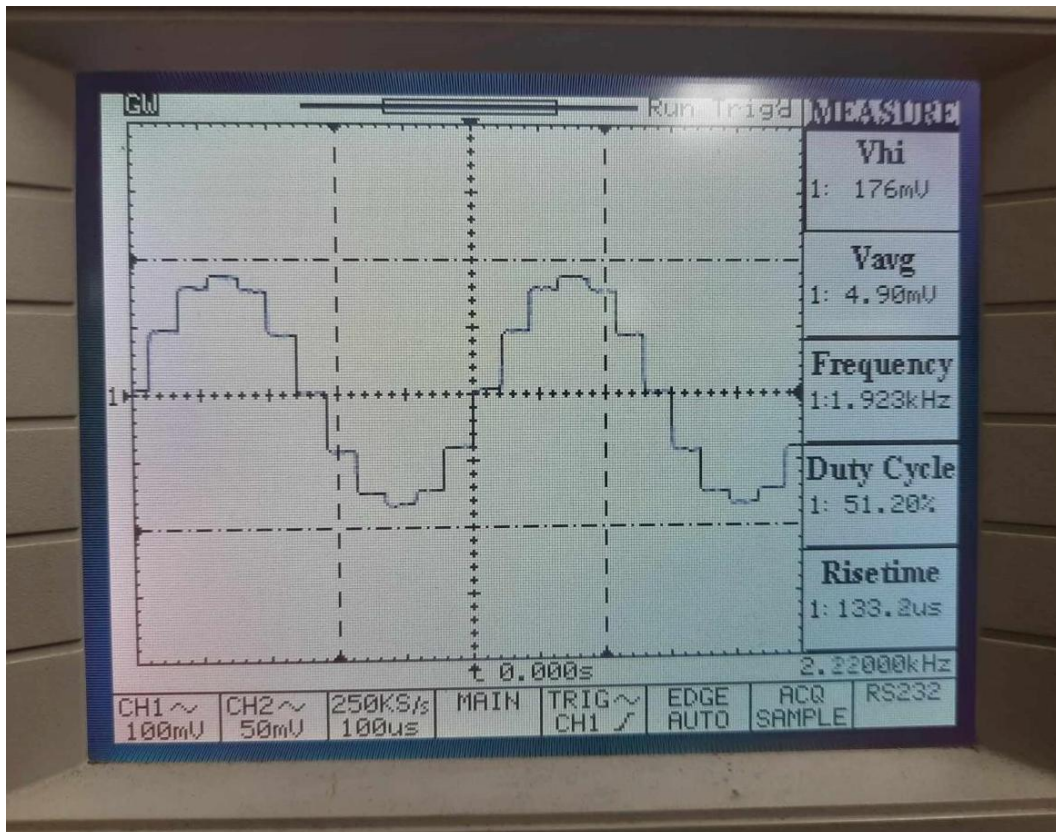 GW Run Trig'd MEASURE
Vhi
1: 176mV
Vavg
1: 4.90mV
Frequency
1:1.923kHz
Duty Cycle
1: 51.20%
Risetime
1:133.2us
1
0.000s 2.22000kHz
CH1 CH2 250KS/s MAIN TRIG EDGE ACQ RS232
100mV 50mV 100us CH1 AUTO SAMPLE